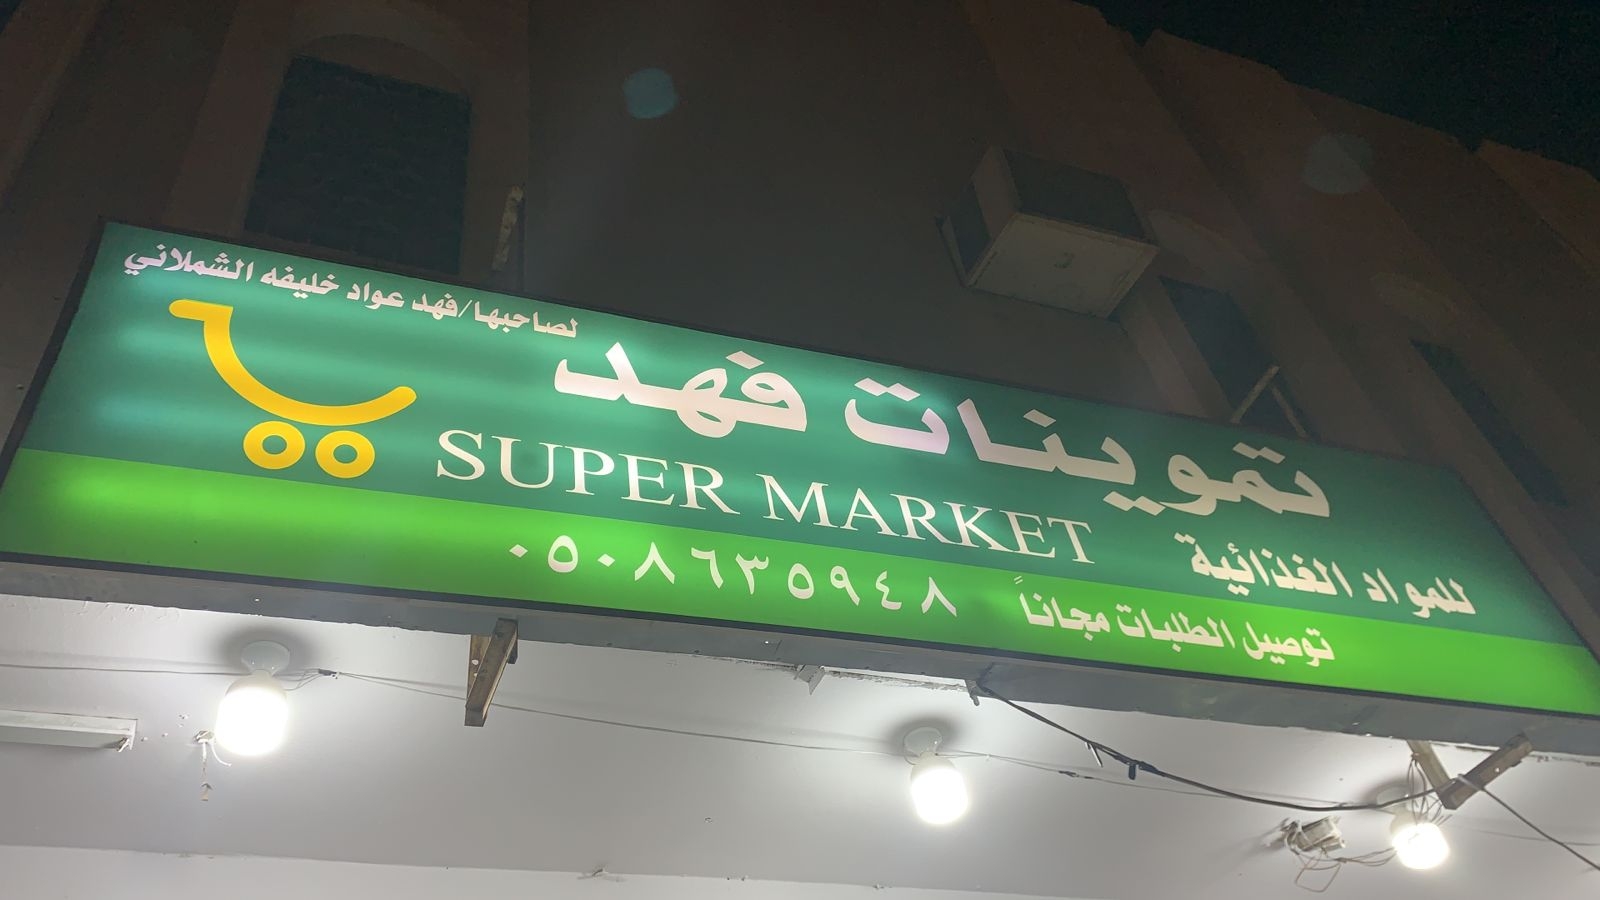 لصاحبها/فهد عواد خليفه الشملاني
تموينات فهد
SUPER MARKET
للمواد الغذائية
٠٥٠٨٦٣٥٩٤٨
توصيل الطلبات مجاناً